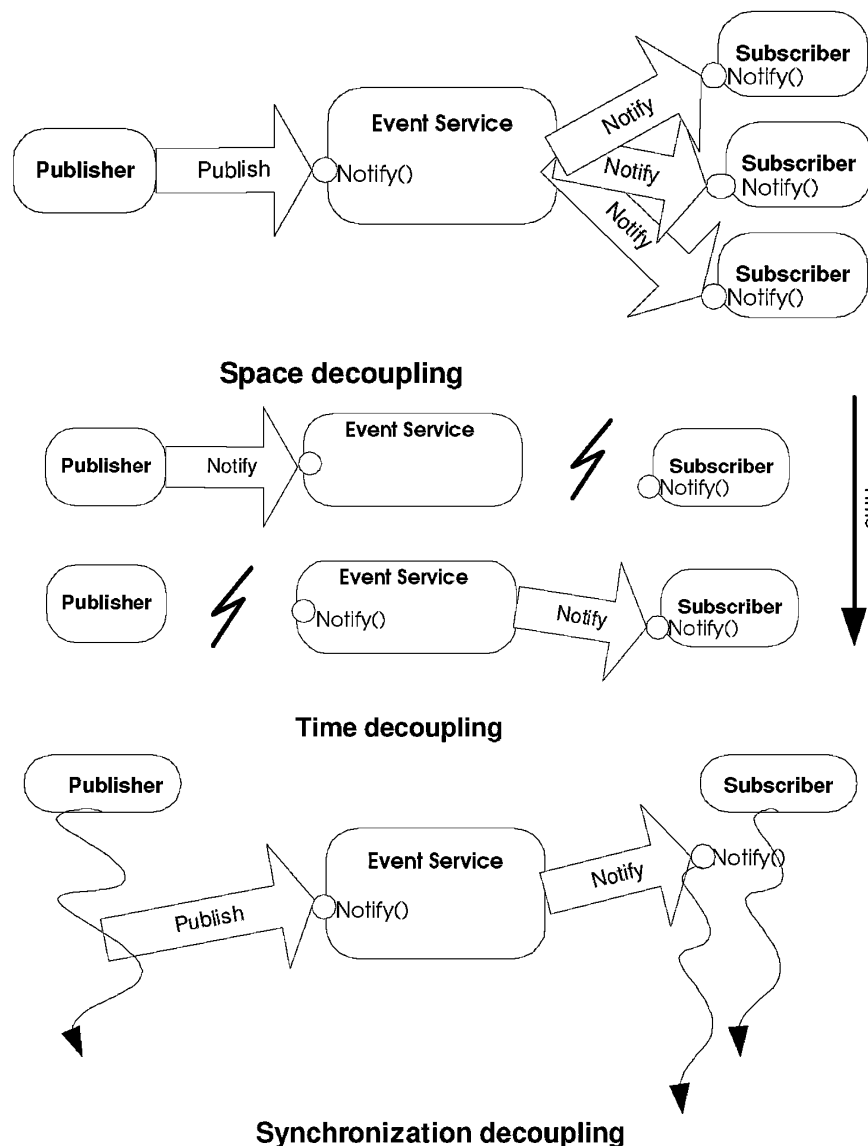 Subscriber
Notify()
Event Service
Notify
Publisher
Publish
Notify()
Notify
Subscriber
Notify()
Notify
Subscriber
Notify()
Space decoupling
Event Service
Publisher
Notify
Subscriber
Notify()
Event Service
Publisher
Notify()
Notify
Subscriber
Notify()
Time decoupling
Publisher
Subscriber
Event Service
Notify
Notify()
Publish
Notify()
Synchronization decoupling